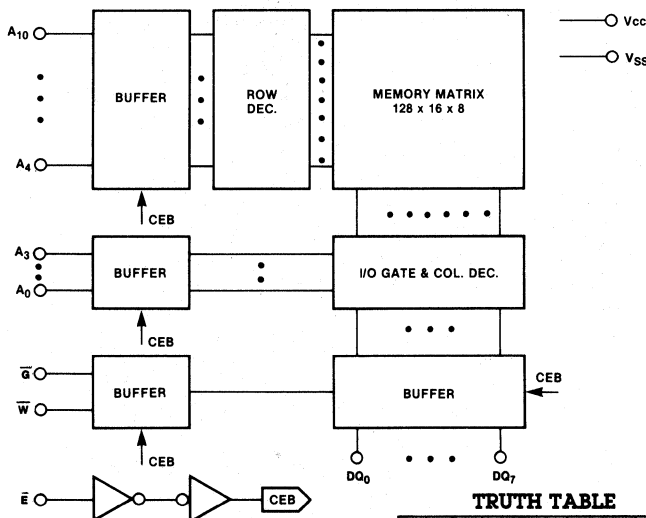 A10
Vcc
VSS
BUFFER
ROW
DEC.
MEMORY MATRIX
128 x 16 x 8
A4
CEB
A3
BUFFER
I/O GATE & COL. DEC.
A0
CEB
G̅
BUFFER
BUFFER
CEB
W̅
CEB
DQ0
DQ7
E̅
CEB
TRUTH TABLE